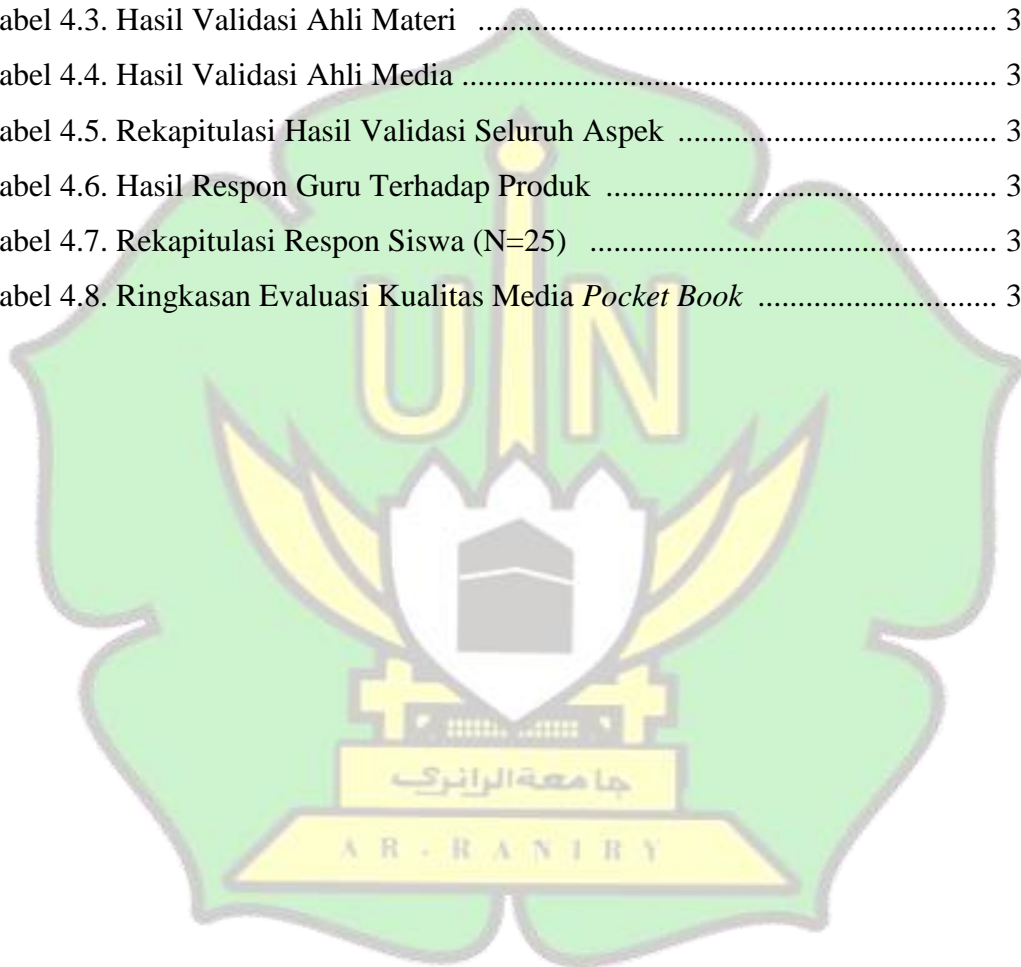 abel 4.3. Hasil Validasi Ahli Materi ................................................................. 3
abel 4.4. Hasil Validasi Ahli Media ................................................................... 3
abel 4.5. Rekapitulasi Hasil Validasi Seluruh Aspek ........................................ 3
abel 4.6. Hasil Respon Guru Terhadap Produk ................................................. 3
abel 4.7. Rekapitulasi Respon Siswa (N=25) ................................................... 3
abel 4.8. Ringkasan Evaluasi Kualitas Media Pocket Book .............................. 3
UIN
جامعة الرانري
AR-RANIRY